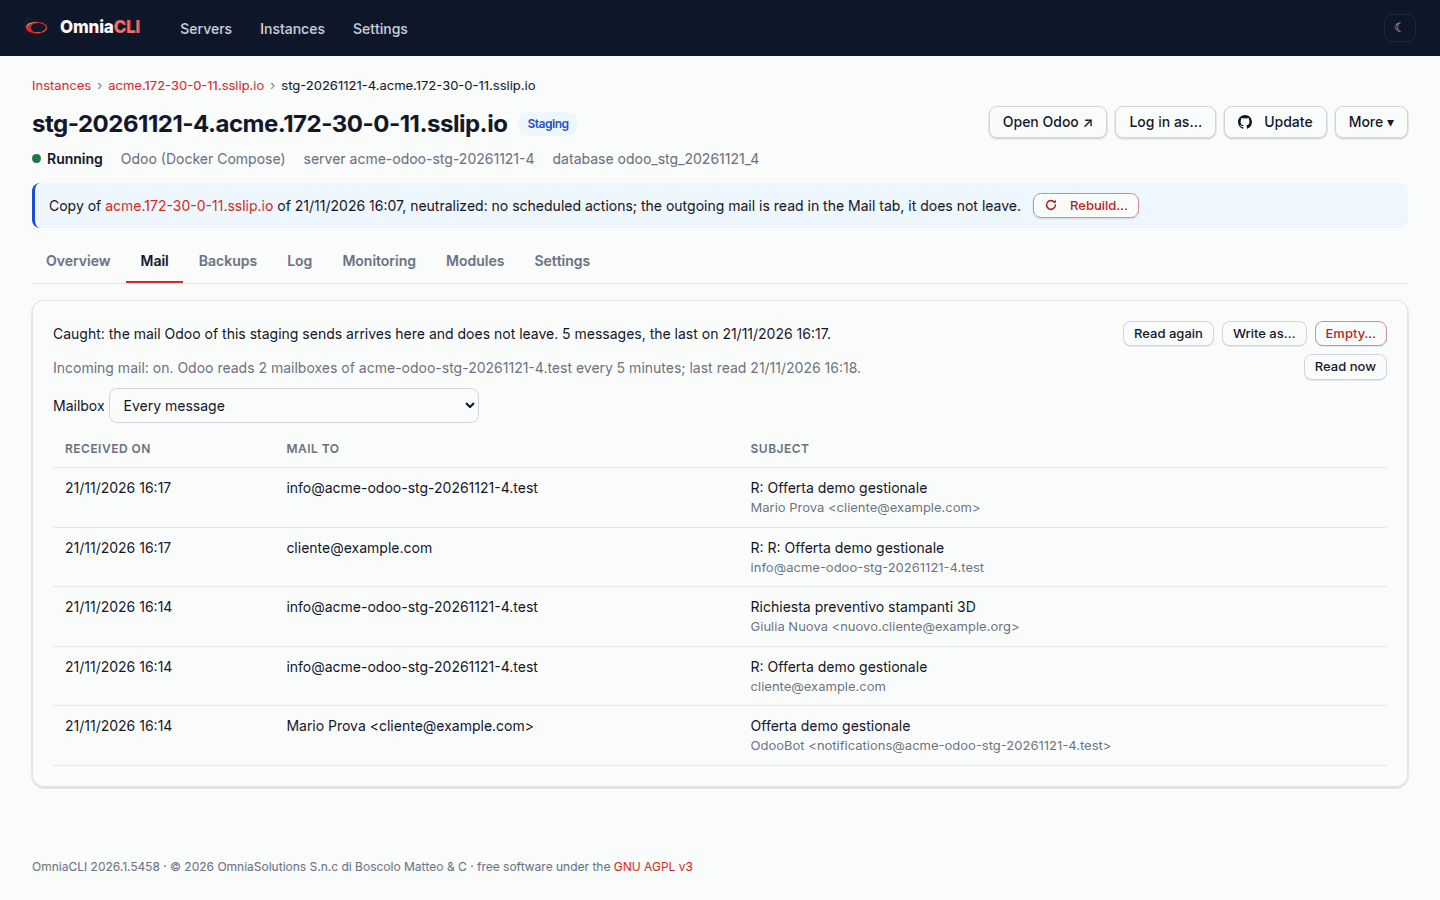 OmniaCLI Servers Instances Settings
Instances › acme.172-30-0-11.sslip.io › stg-20261121-4.acme.172-30-0-11.sslip.io
stg-20261121-4.acme.172-30-0-11.sslip.io Staging Open Odoo ↗ Log in as... Update More ▾
Running Odoo (Docker Compose) server acme-odoo-stg-20261121-4 database odoo_stg_20261121_4
Copy of acme.172-30-0-11.sslip.io of 21/11/2026 16:07, neutralized: no scheduled actions; the outgoing mail is read in the Mail tab, it does not leave. Rebuild...
Overview Mail Backups Log Monitoring Modules Settings
Caught: the mail Odoo of this staging sends arrives here and does not leave. 5 messages, the last on 21/11/2026 16:17. Read again Write as... Empty...
Incoming mail: on. Odoo reads 2 mailboxes of acme-odoo-stg-20261121-4.test every 5 minutes; last read 21/11/2026 16:18. Read now
Mailbox Every message
RECEIVED ON MAIL TO SUBJECT
21/11/2026 16:17 info@acme-odoo-stg-20261121-4.test R: Offerta demo gestionale
Mario Prova <cliente@example.com>
21/11/2026 16:17 cliente@example.com R: R: Offerta demo gestionale
info@acme-odoo-stg-20261121-4.test
21/11/2026 16:14 info@acme-odoo-stg-20261121-4.test Richiesta preventivo stampanti 3D
Giulia Nuova <nuovo.cliente@example.org>
21/11/2026 16:14 info@acme-odoo-stg-20261121-4.test R: Offerta demo gestionale
cliente@example.com
21/11/2026 16:14 Mario Prova <cliente@example.com> Offerta demo gestionale
OdooBot <notifications@acme-odoo-stg-20261121-4.test>
OmniaCLI 2026.1.5458 · © 2026 OmniaSolutions S.n.c di Boscolo Matteo & C · free software under the GNU AGPL v3